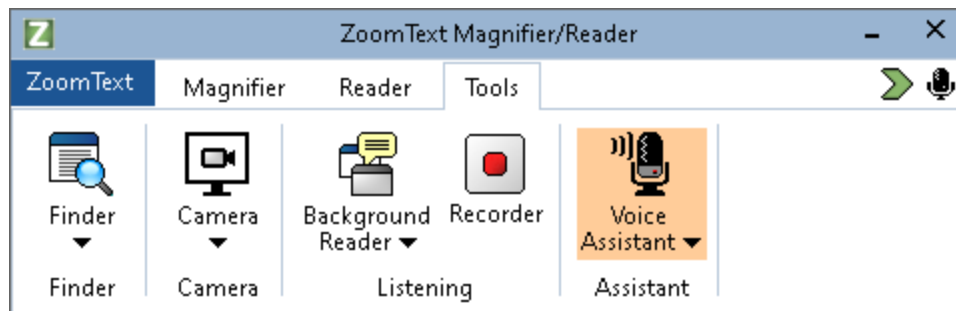 Z ZoomText Magnifier/Reader
ZoomText Magnifier Reader Tools
Finder Camera Background Reader Recorder Voice Assistant
Finder Camera Listening Assistant